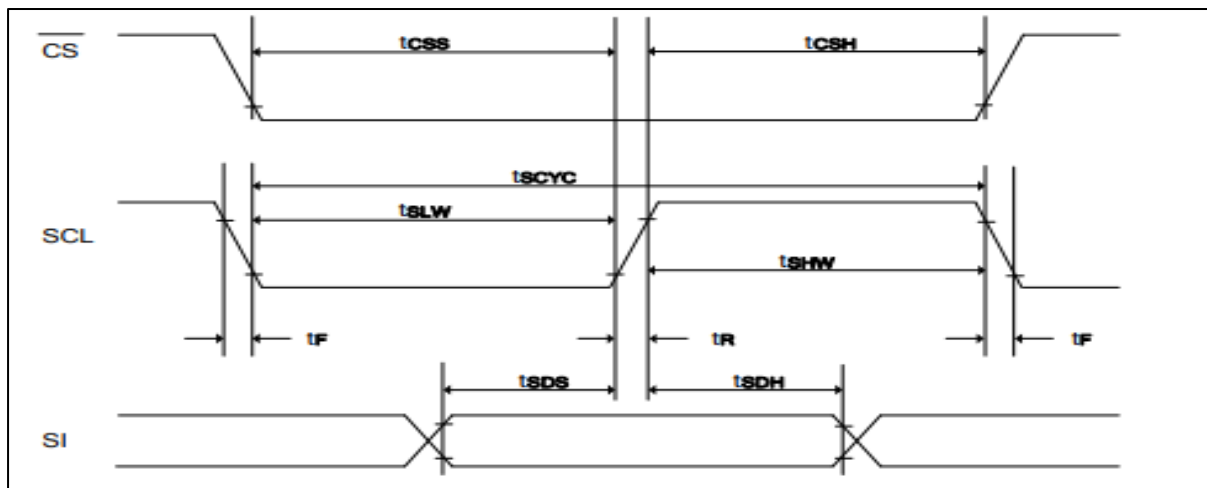 CS
tCSS
tCSH
tSCYC
SCL
tSLW
tSHW
tF
tR
tF
tSDS
tSDH
SI